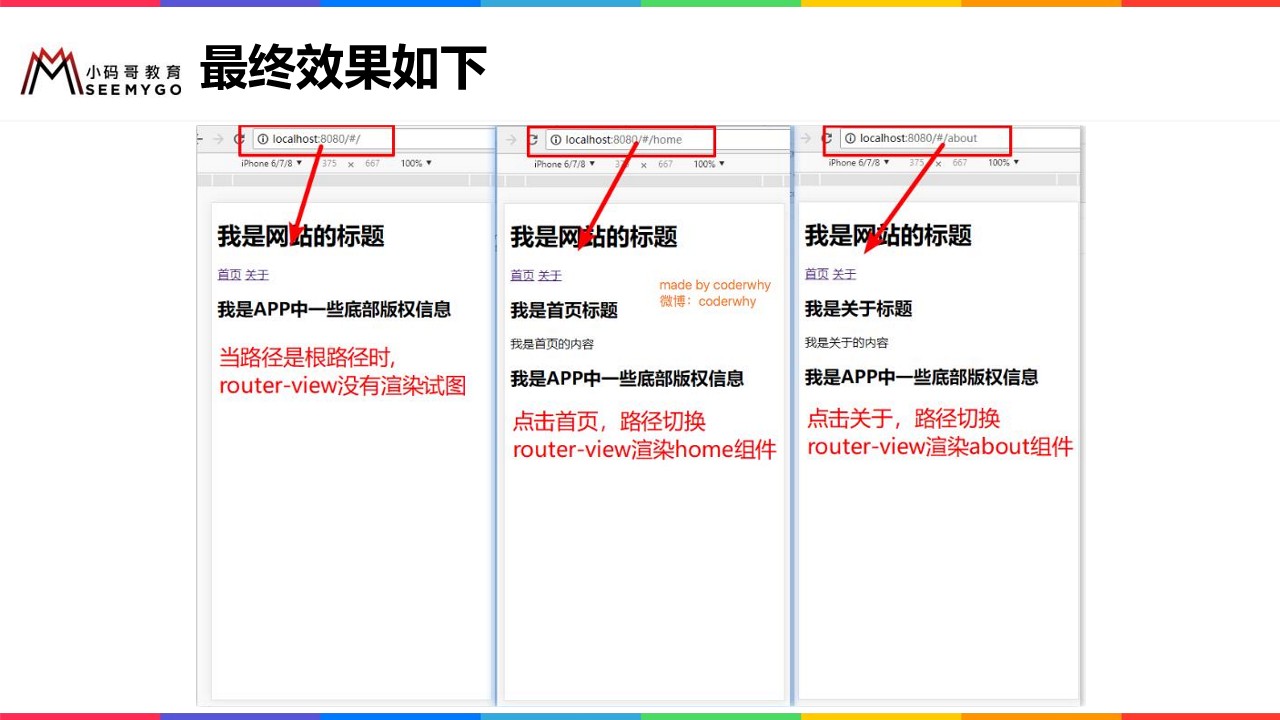 小码哥教育
SEEMYGO
最终效果如下
localhost:8080/#/
iPhone 6/7/8 ▼ 375 × 667 100% ▼
我是网站的标题
首页 关于
我是APP中一些底部版权信息
当路径是根路径时,
router-view没有渲染试图
localhost:8080/#/home
iPhone 6/7/8 ▼ 375 × 667 100% ▼
我是网站的标题
首页 关于
made by coderwhy
微博：coderwhy
我是首页标题
我是首页的内容
我是APP中一些底部版权信息
点击首页，路径切换
router-view渲染home组件
localhost:8080/#/about
iPhone 6/7/8 ▼ 375 × 667 100% ▼
我是网站的标题
首页 关于
我是关于标题
我是关于的内容
我是APP中一些底部版权信息
点击关于，路径切换
router-view渲染about组件